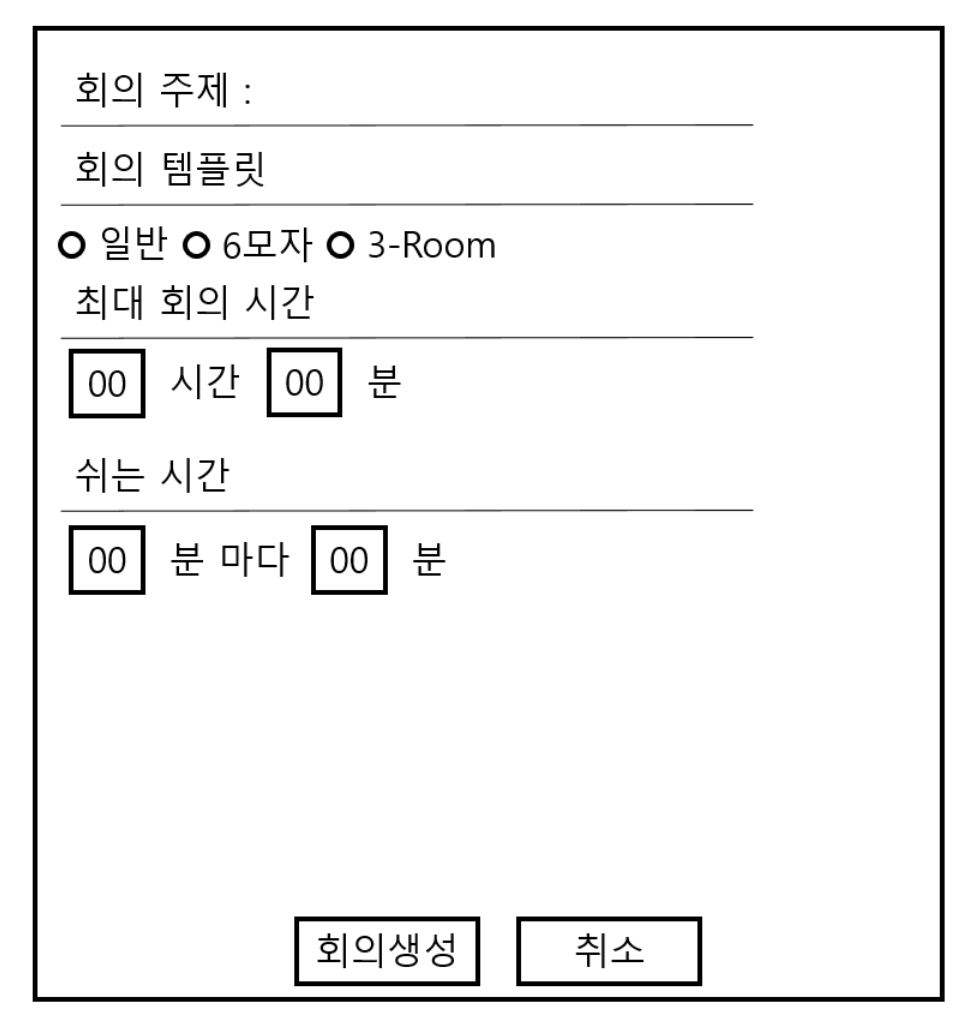 회의 주제 :
회의 템플릿
일반 6모자 3-Room
최대 회의 시간
00 시간 00 분
쉬는 시간
00 분 마다 00 분
회의생성 취소